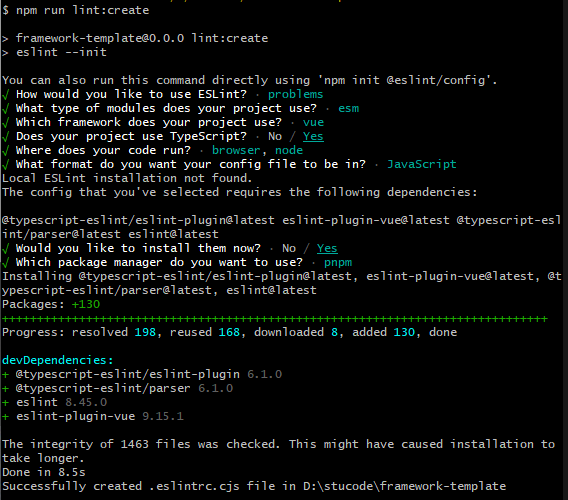 $ npm run lint:create
> framework-template@0.0.0 lint:create
> eslint --init
You can also run this command directly using 'npm init @eslint/config'.
√ How would you like to use ESLint? · problems
√ What type of modules does your project use? · esm
√ Which framework does your project use? · vue
√ Does your project use TypeScript? · No / Yes
√ Where does your code run? · browser, node
√ What format do you want your config file to be in? · JavaScript
Local ESLint installation not found.
The config that you've selected requires the following dependencies:
@typescript-eslint/eslint-plugin@latest eslint-plugin-vue@latest @typescript-esl
int/parser@latest eslint@latest
√ Would you like to install them now? · No / Yes
√ Which package manager do you want to use? · pnpm
Installing @typescript-eslint/eslint-plugin@latest, eslint-plugin-vue@latest, @t
ypescript-eslint/parser@latest, eslint@latest
Packages: +130
++++++++++++++++++++++++++++++++++++++++++++++++++++++++++++++++++++++++++++++
Progress: resolved 198, reused 168, downloaded 8, added 130, done
devDependencies:
+ @typescript-eslint/eslint-plugin 6.1.0
+ @typescript-eslint/parser 6.1.0
+ eslint 8.45.0
+ eslint-plugin-vue 9.15.1
The integrity of 1463 files was checked. This might have caused installation to
take longer.
Done in 8.5s
Successfully created .eslintrc.cjs file in D:\stucode\framework-template